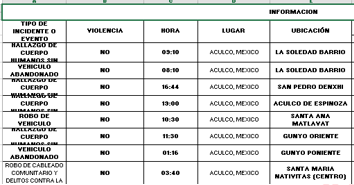 A B C D E
INFORMACION
TIPO DE INCIDENTE O EVENTO VIOLENCIA HORA LUGAR UBICACIÓN
HALLAZGO DE CUERPO HUMANOS SIN NO 09:10 ACULCO, MEXICO LA SOLEDAD BARRIO
VEHICULO ABANDONADO NO 08:10 ACULCO, MEXICO LA SOLEDAD BARRIO
HALLAZGO DE CUERPO NO 16:44 ACULCO, MEXICO SAN PEDRO DENXHI
CUERPO NO 13:00 ACULCO, MEXICO ACULCO DE ESPINOZA
ROBO DE VEHICULO NO 10:30 ACULCO, MEXICO SANTA ANA MATLAVAT
HALLAZGO DE CUERPO HUMANOS SIN NO 11:30 ACULCO, MEXICO GUNYO ORIENTE
VEHICULO ABANDONADO NO 01:16 ACULCO, MEXICO GUNYO PONIENTE
ROBO DE CABLEADO COMUNITARIO Y DELITOS CONTRA LA NO 03:40 ACULCO, MEXICO SANTA MARIA NATIVITAS (CENTRO)